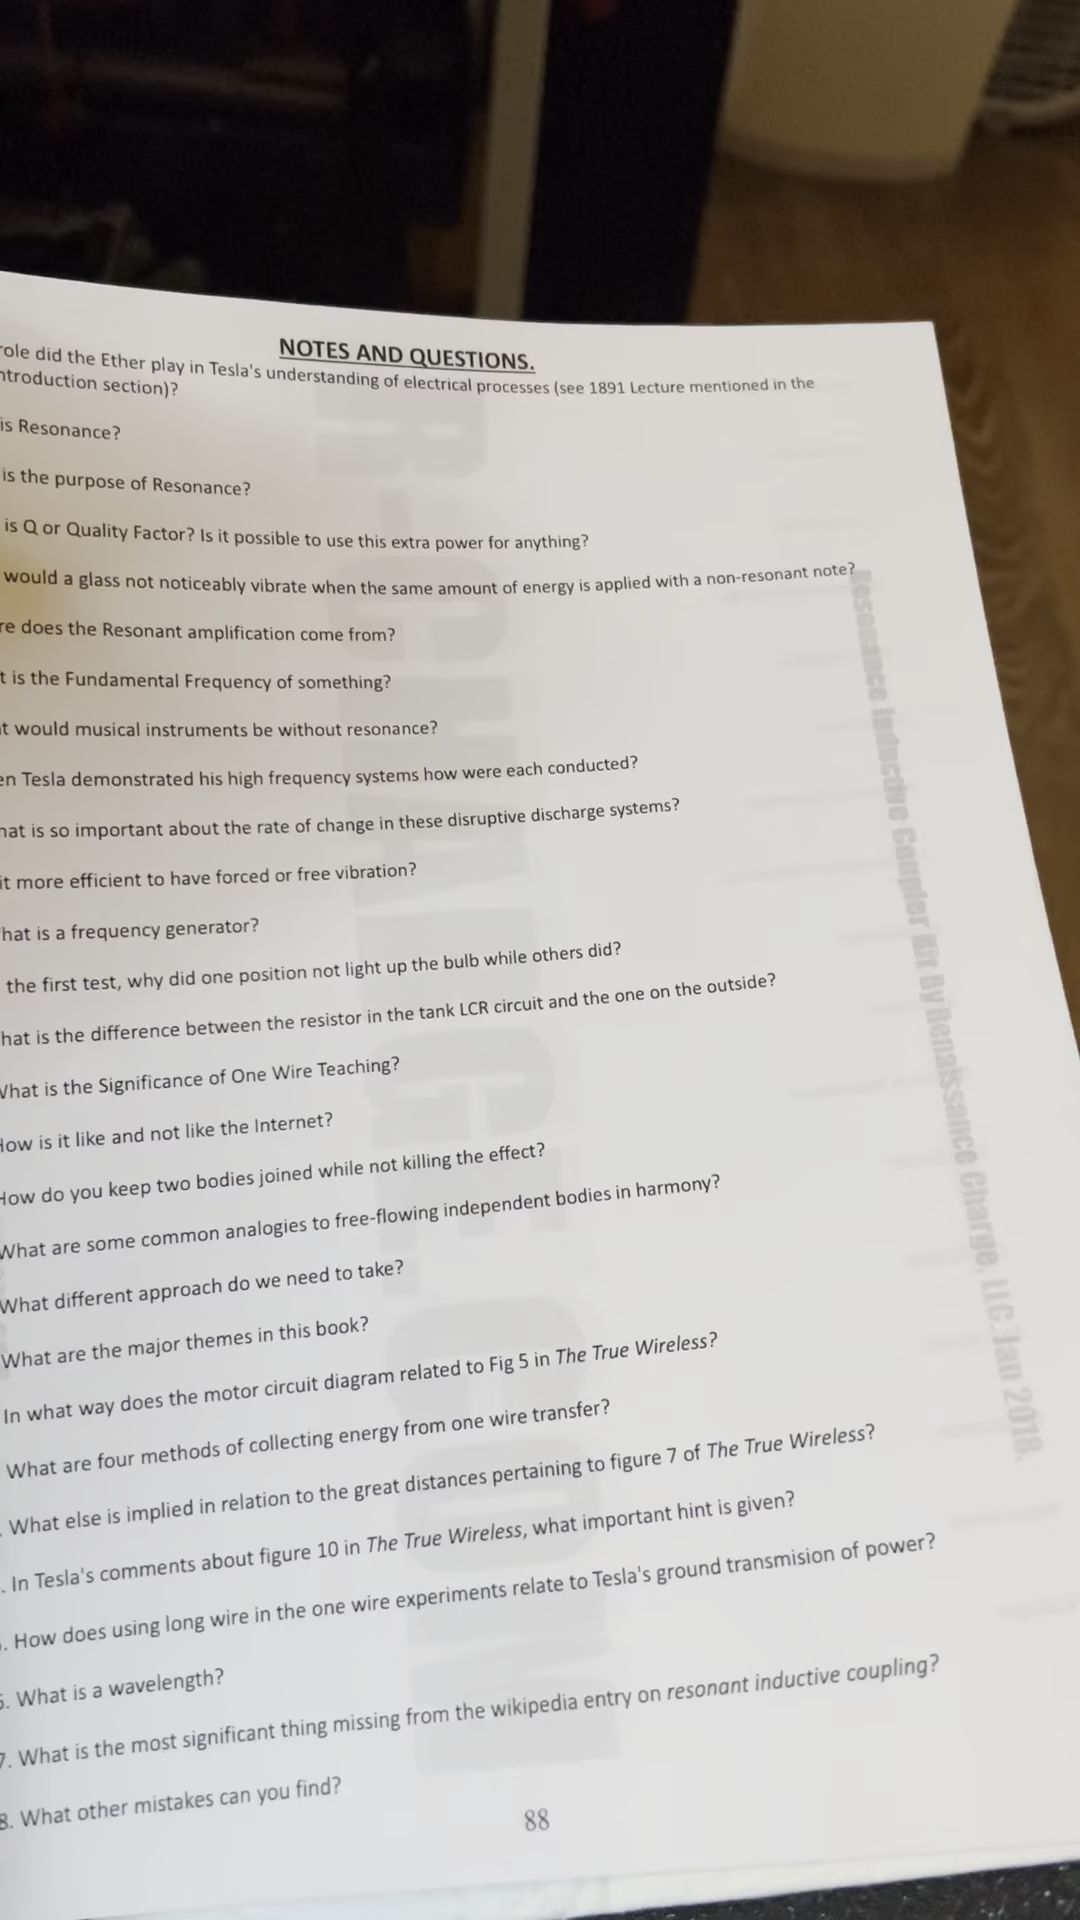 NOTES AND QUESTIONS.
role did the Ether play in Tesla's understanding of electrical processes (see 1891 Lecture mentioned in the
ntroduction section)?
is Resonance?
is the purpose of Resonance?
is Q or Quality Factor? Is it possible to use this extra power for anything?
would a glass not noticeably vibrate when the same amount of energy is applied with a non-resonant note?
re does the Resonant amplification come from?
t is the Fundamental Frequency of something?
t would musical instruments be without resonance?
en Tesla demonstrated his high frequency systems how were each conducted?
hat is so important about the rate of change in these disruptive discharge systems?
it more efficient to have forced or free vibration?
hat is a frequency generator?
the first test, why did one position not light up the bulb while others did?
hat is the difference between the resistor in the tank LCR circuit and the one on the outside?
What is the Significance of One Wire Teaching?
How is it like and not like the Internet?
How do you keep two bodies joined while not killing the effect?
What are some common analogies to free-flowing independent bodies in harmony?
What different approach do we need to take?
What are the major themes in this book?
In what way does the motor circuit diagram related to Fig 5 in The True Wireless?
What are four methods of collecting energy from one wire transfer?
. What else is implied in relation to the great distances pertaining to figure 7 of The True Wireless?
. In Tesla's comments about figure 10 in The True Wireless, what important hint is given?
. How does using long wire in the one wire experiments relate to Tesla's ground transmision of power?
6. What is a wavelength?
7. What is the most significant thing missing from the wikipedia entry on resonant inductive coupling?
8. What other mistakes can you find?
88
R-CHARGE.COM
Resonance Inductive Coupler Kit By Renaissance Charge, LLC. Jan 2018.